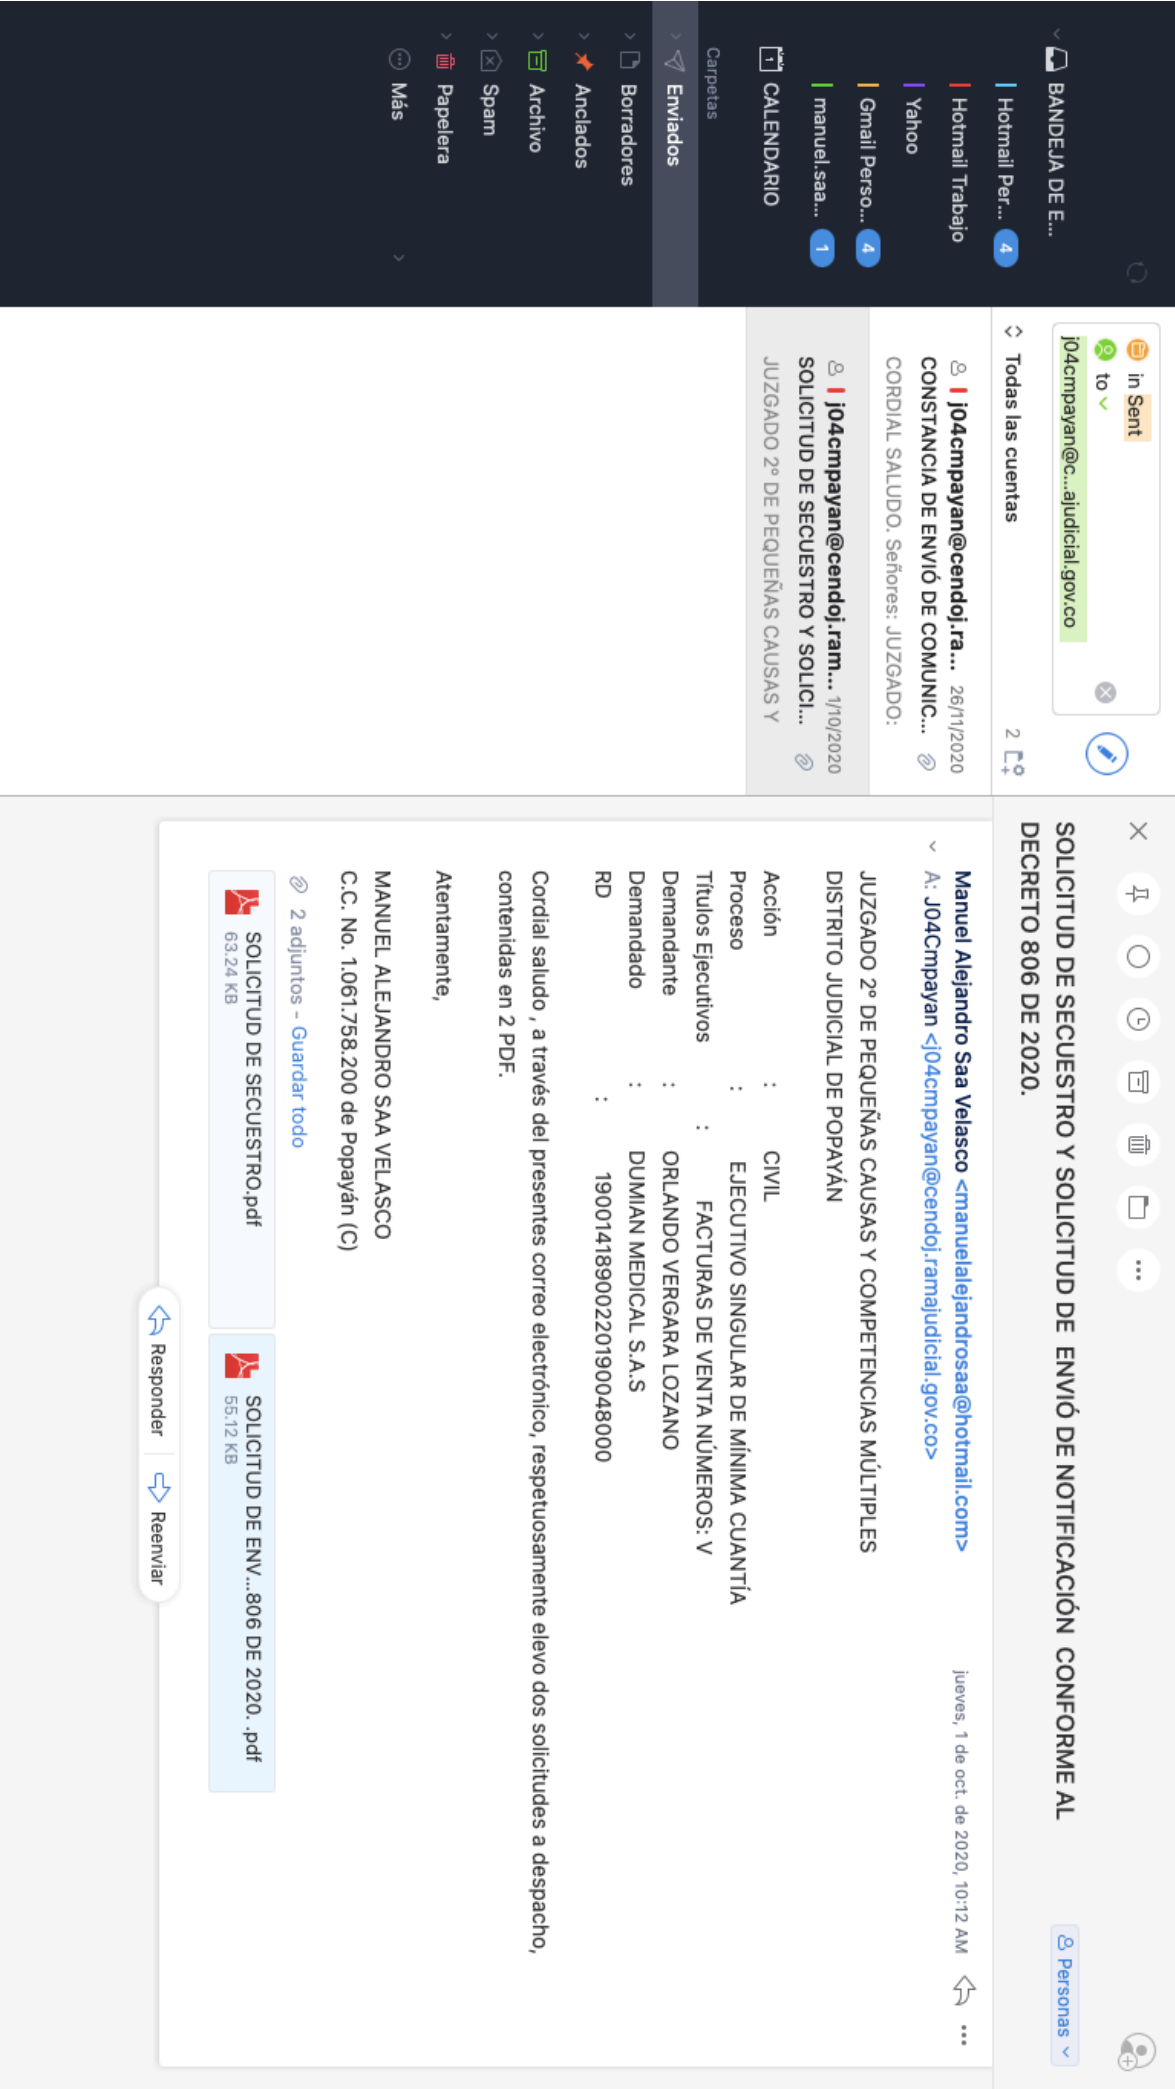 BANDEJA DE E...
Hotmail Per... 4
Hotmail Trabajo
Yahoo
Gmail Perso... 4
manuel.saa... 1
CALENDARIO
Carpetas
Enviados
Borradores
Anclados
Archivo
Spam
Papelera
Más
in Sent
to
j04cmpayan@c...ajudicial.gov.co
Todas las cuentas 2
j04cmpayan@cendoj.ra... 26/11/2020
CONSTANCIA DE ENVIÓ DE COMUNIC...
CORDIAL SALUDO. Señores: JUZGADO:
j04cmpayan@cendoj.ram... 1/10/2020
SOLICITUD DE SECUESTRO Y SOLICI...
JUZGADO 2º DE PEQUEÑAS CAUSAS Y
SOLICITUD DE SECUESTRO Y SOLICITUD DE ENVIÓ DE NOTIFICACIÓN CONFORME AL
DECRETO 806 DE 2020.
Personas
Manuel Alejandro Saa Velasco <manuelalejandrosaa@hotmail.com> jueves, 1 de oct. de 2020, 10:12 AM
A: J04Cmpayan <j04cmpayan@cendoj.ramajudicial.gov.co>
JUZGADO 2º DE PEQUEÑAS CAUSAS Y COMPETENCIAS MÚLTIPLES
DISTRITO JUDICIAL DE POPAYÁN
Acción : CIVIL
Proceso : EJECUTIVO SINGULAR DE MÍNIMA CUANTÍA
Títulos Ejecutivos : FACTURAS DE VENTA NÚMEROS: V
Demandante : ORLANDO VERGARA LOZANO
Demandado : DUMIAN MEDICAL S.A.S
RD : 19001418900220190048000
Cordial saludo , a través del presentes correo electrónico, respetuosamente elevo dos solicitudes a despacho,
contenidas en 2 PDF.
Atentamente,
MANUEL ALEJANDRO SAA VELASCO
C.C. No. 1.061.758.200 de Popayán (C)
2 adjuntos - Guardar todo
SOLICITUD DE SECUESTRO.pdf
63.24 KB
SOLICITUD DE ENV...806 DE 2020. .pdf
55.12 KB
Responder
Reenviar